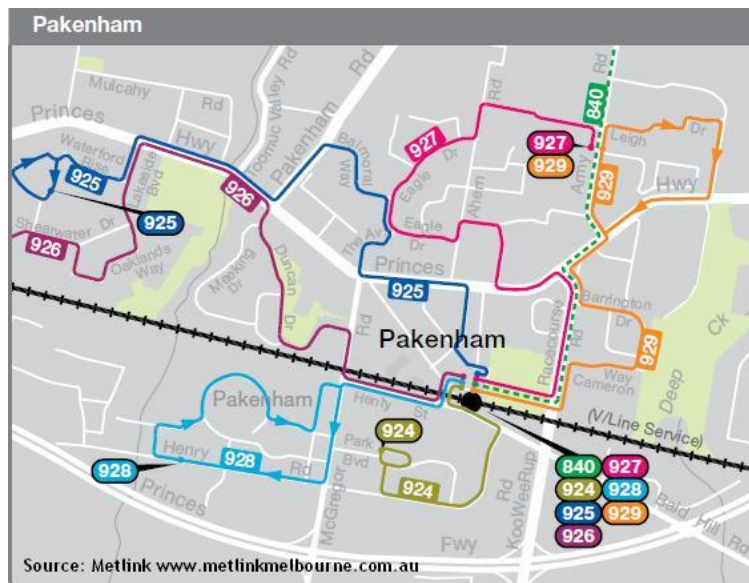 Pakenham
Mulcahy
Rd
Princes
Hwy
Toomuc Valley Rd
Pakenham
Rd
Rd
Rd
840
Waterford
Rise
925
Lakeside
Blvd
926
Balmoral
Way
927
Eagle
Dr
Ahern
927
929
Army
Leigh
Dr
929
Hwy
925
Shearwater
Dr
926
Oaklands
Way
Meeking
Dr
Duncan
Dr
The Av
Eagle
Dr
Princes
925
Barrington
Dr
929
Ck
Deep
Pakenham
Racecourse
Rd
Rd
Way
Cameron
(V/Line Service)
Pakenham
Henty
St
924
Henry
928
Rd
Park
Blvd
924
928
Princes
McGregor
Rd
KooWeeRup
Fwy
840
927
924
928
925
929
926
Bald Hill
Rd
Source: Metlink www.metlinkmelbourne.com.au